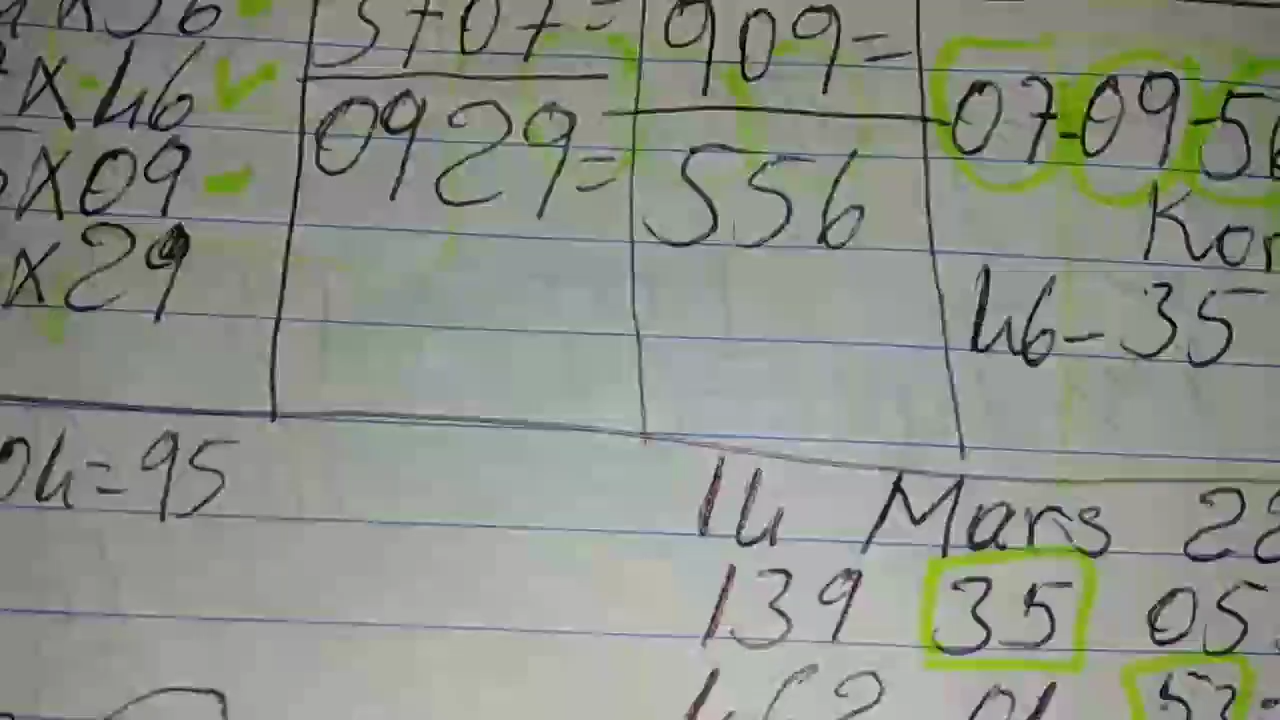 x46 0929= 909= 07-09-5
x09 556 Kor
x29 46-35
04=95
14 Mars 22
139 35 05